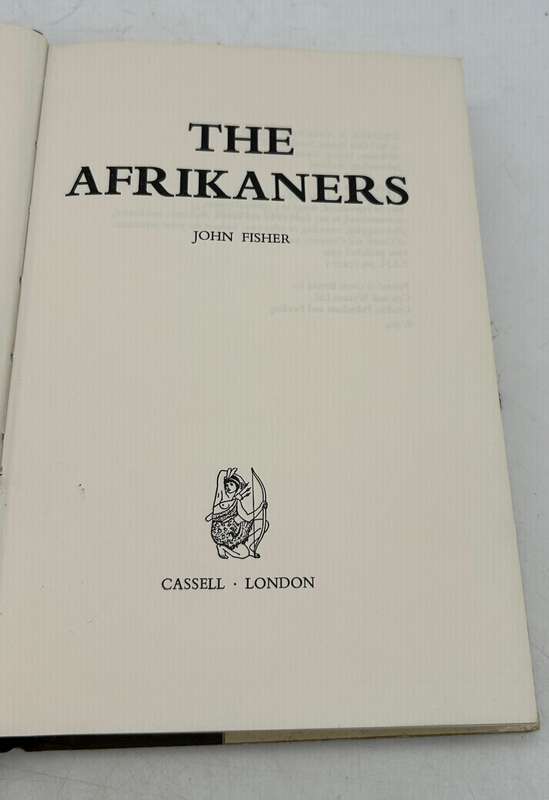 THE
AFRIKANERS
JOHN FISHER
CASSELL · LONDON